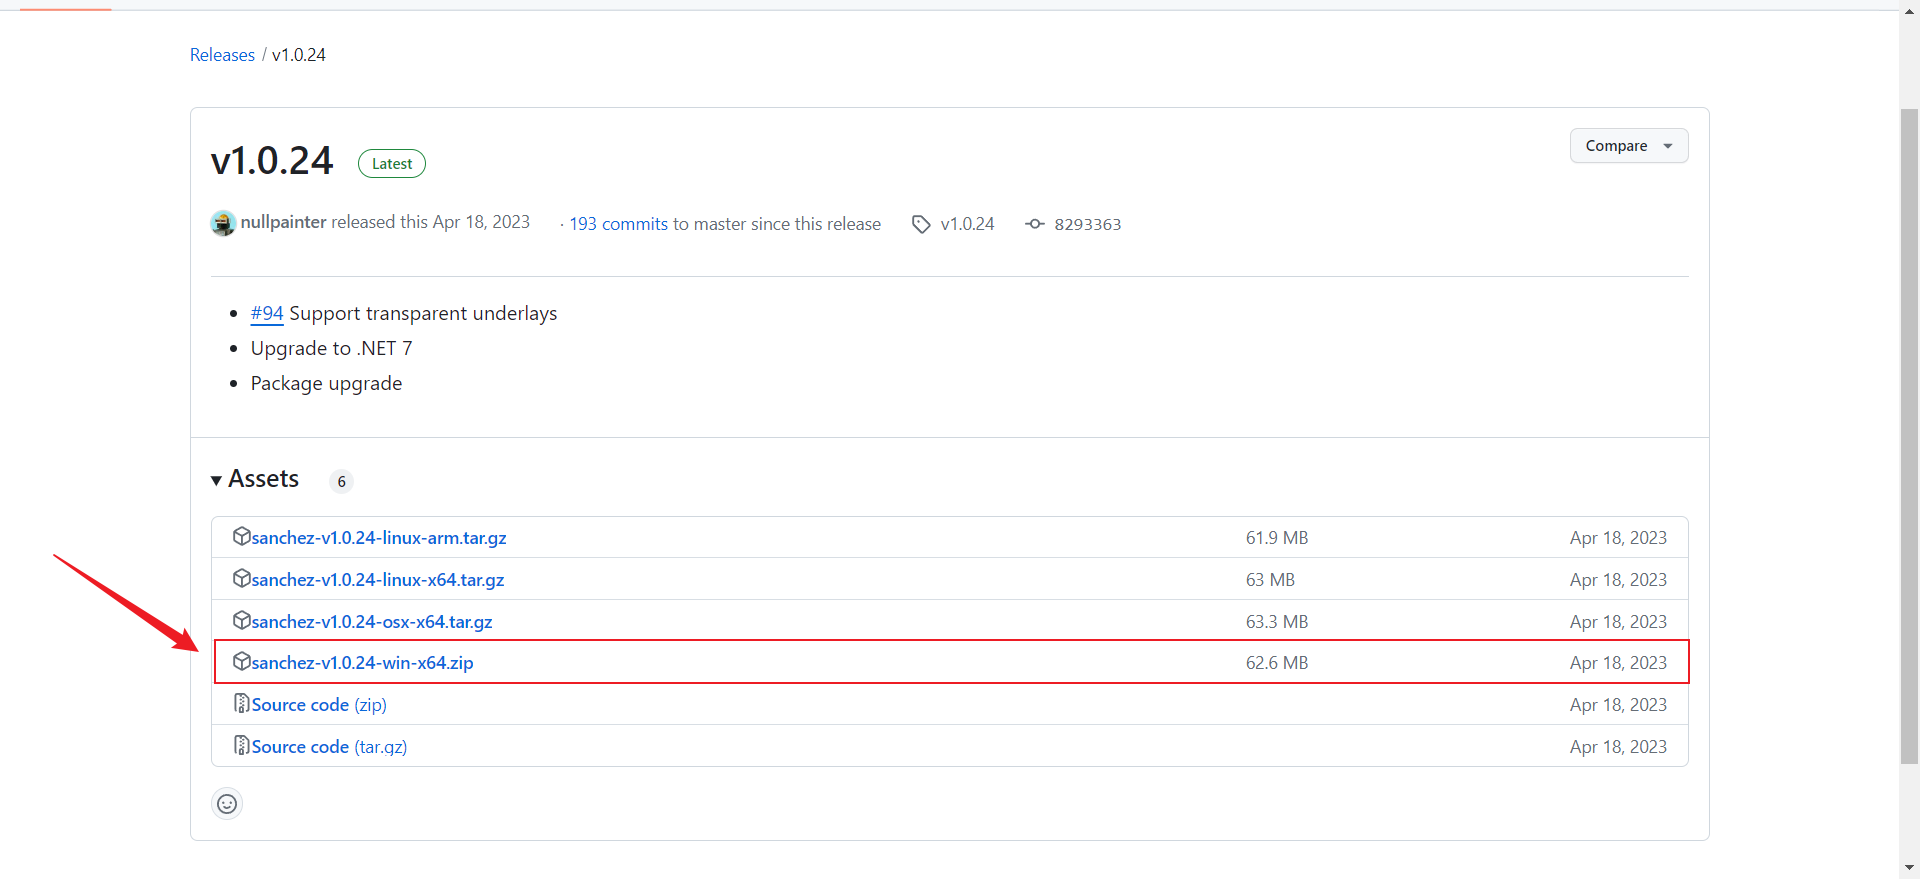 Releases / v1.0.24
v1.0.24 Latest
Compare
nullpainter released this Apr 18, 2023 · 193 commits to master since this release v1.0.24 8293363
• #94 Support transparent underlays
• Upgrade to .NET 7
• Package upgrade
Assets 6
sanchez-v1.0.24-linux-arm.tar.gz 61.9 MB Apr 18, 2023
sanchez-v1.0.24-linux-x64.tar.gz 63 MB Apr 18, 2023
sanchez-v1.0.24-osx-x64.tar.gz 63.3 MB Apr 18, 2023
sanchez-v1.0.24-win-x64.zip 62.6 MB Apr 18, 2023
Source code (zip) Apr 18, 2023
Source code (tar.gz) Apr 18, 2023